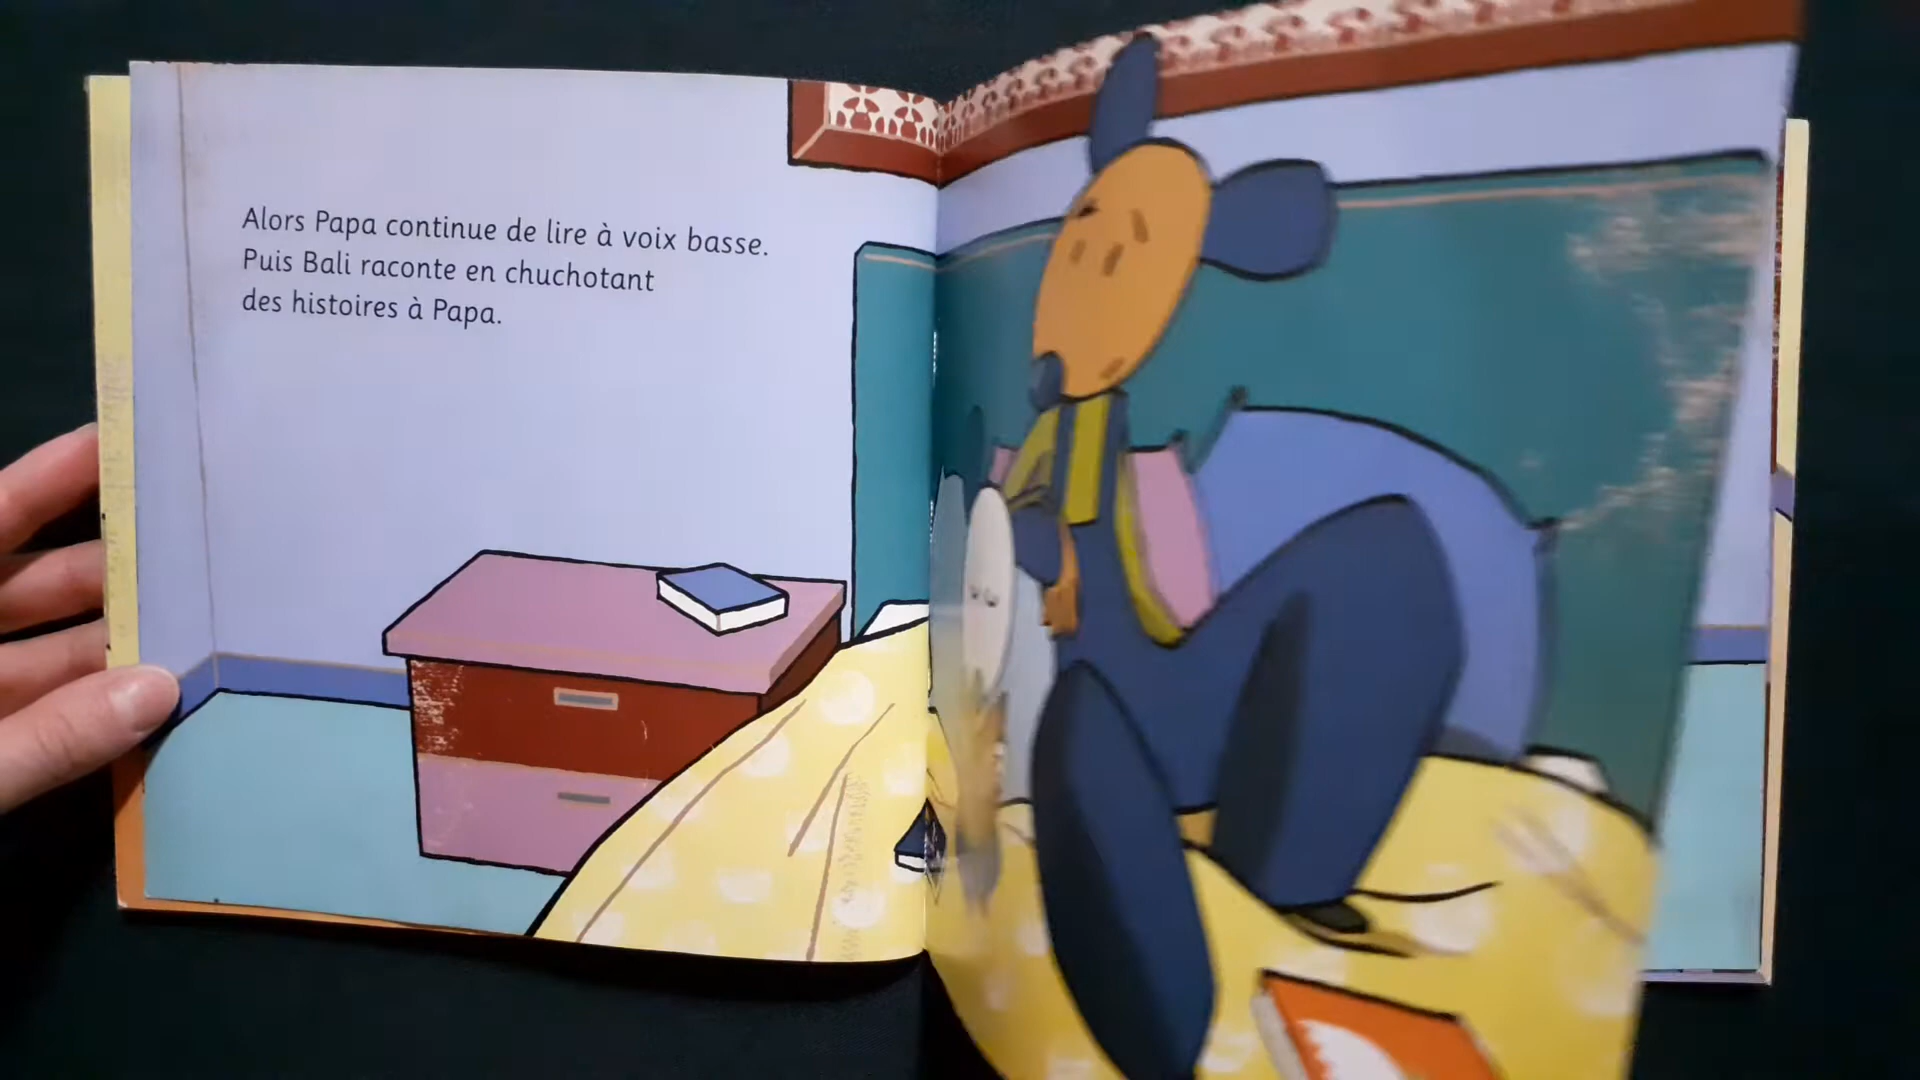 Alors Papa continue de lire à voix basse.
Puis Bali raconte en chuchotant
des histoires à Papa.